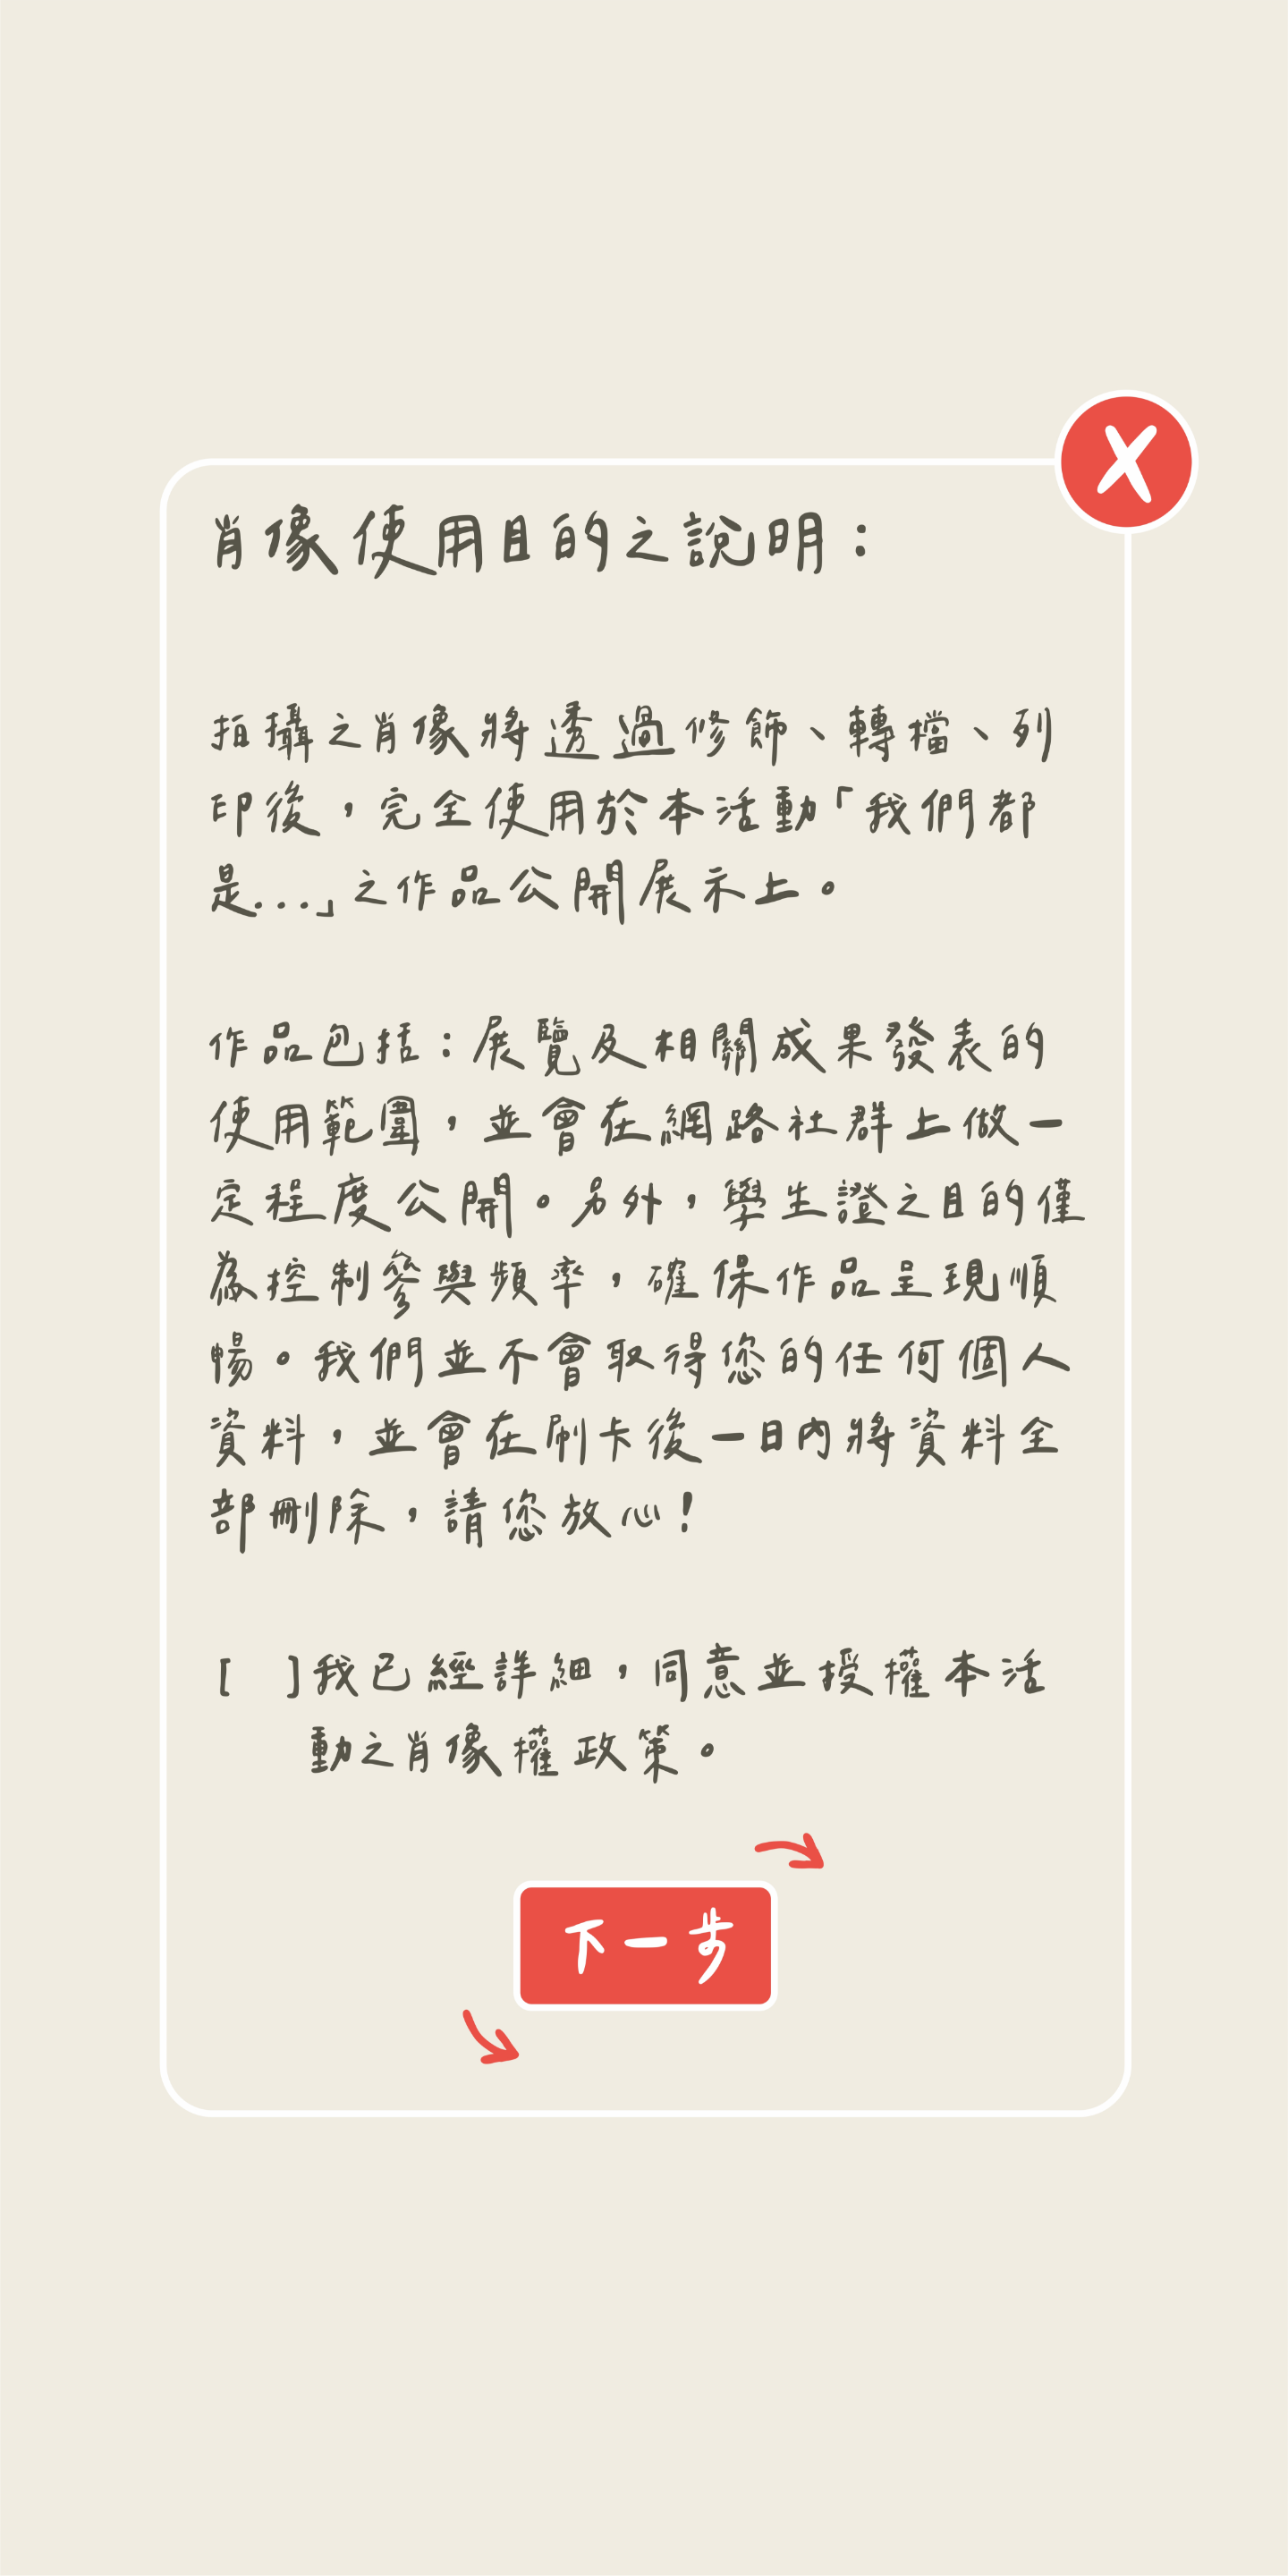 X
肖像使用目的之說明：
拍攝之肖像將透過修飾、轉檔、列
印後，完全使用於本活動「我們都
是...」之作品公開展示上。
作品包括：展覽及相關成果發表的
使用範圍，並會在網路社群上做一
定程度公開。另外，學生證之目的僅
為控制參與頻率，確保作品呈現順
暢。我們並不會取得您的任何個人
資料，並會在刷卡後一日內將資料全
部刪除，請您放心！
[ ]我已經詳細，同意並授權本活
動之肖像權政策。
下一步